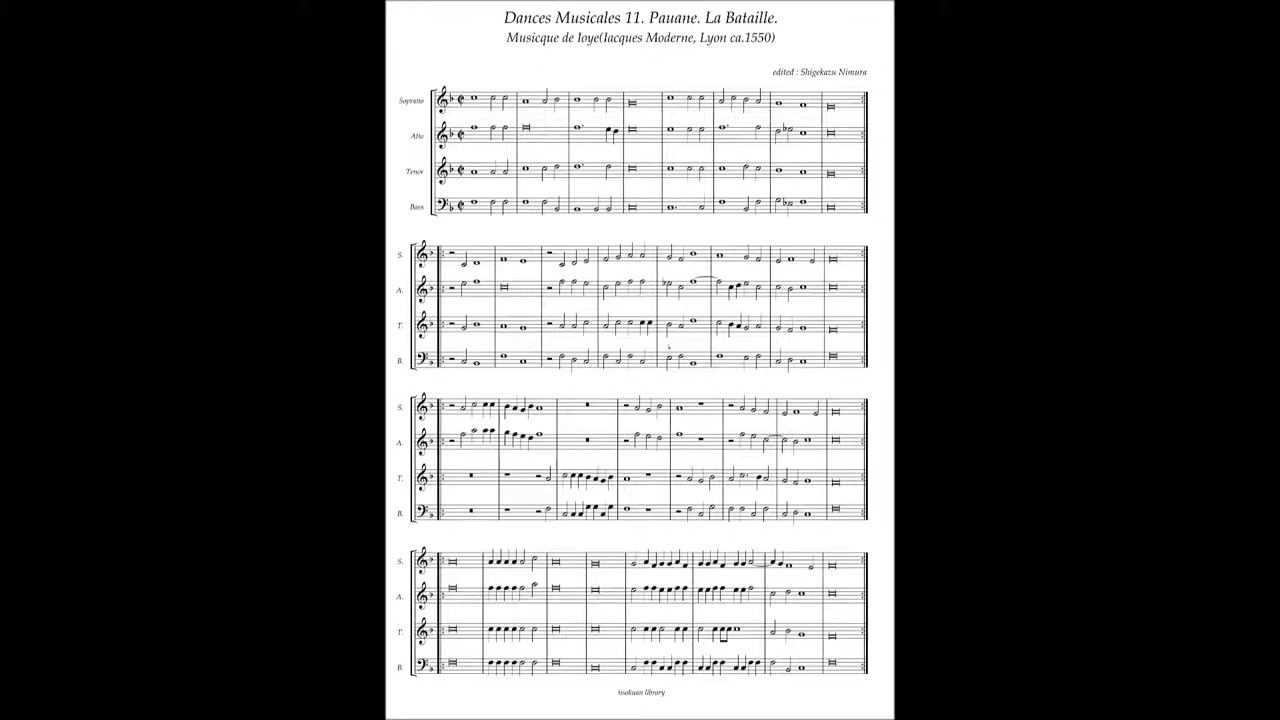 Dances Musicales 11. Pauane. La Bataille.
Musicque de Ioye(Iacques Moderne, Lyon ca.1550)
edited : Shigekazu Nimura
Soprano
Alto
Tenor
Bass
S.
A.
T.
B.
S.
A.
T.
B.
S.
A.
T.
B.
tisokuan library